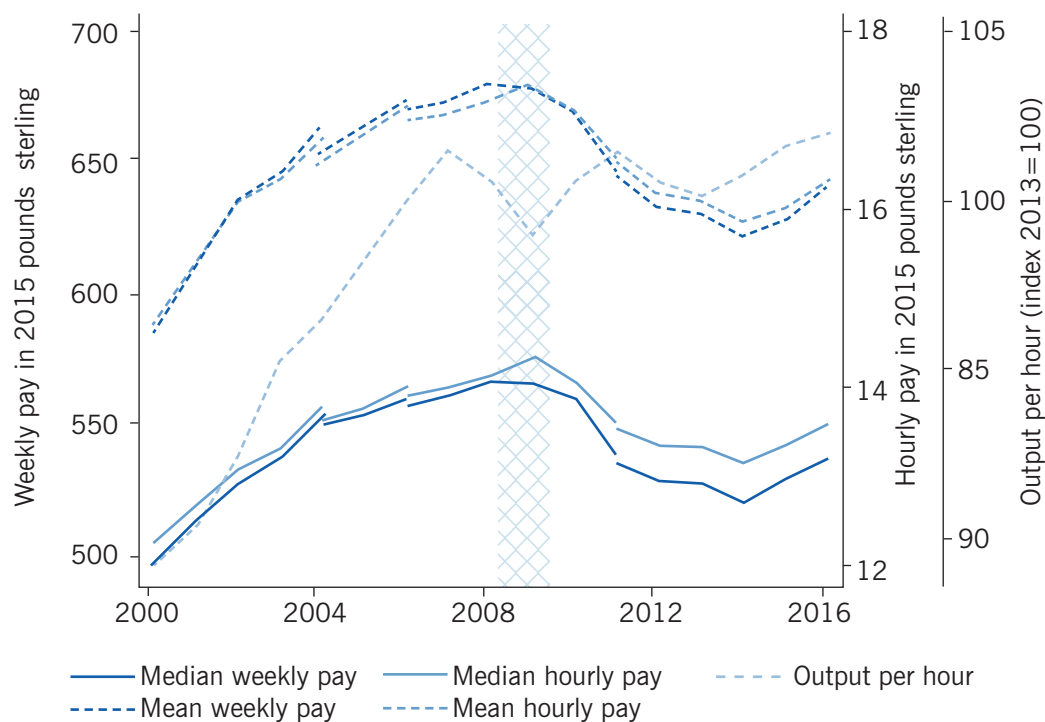 700
650
600
550
500
Weekly pay in 2015 pounds sterling
18
16
14
12
Hourly pay in 2015 pounds sterling
105
100
85
90
Output per hour (index 2013=100)
2000 2004 2008 2012 2016
Median weekly pay Median hourly pay Output per hour
Mean weekly pay Mean hourly pay